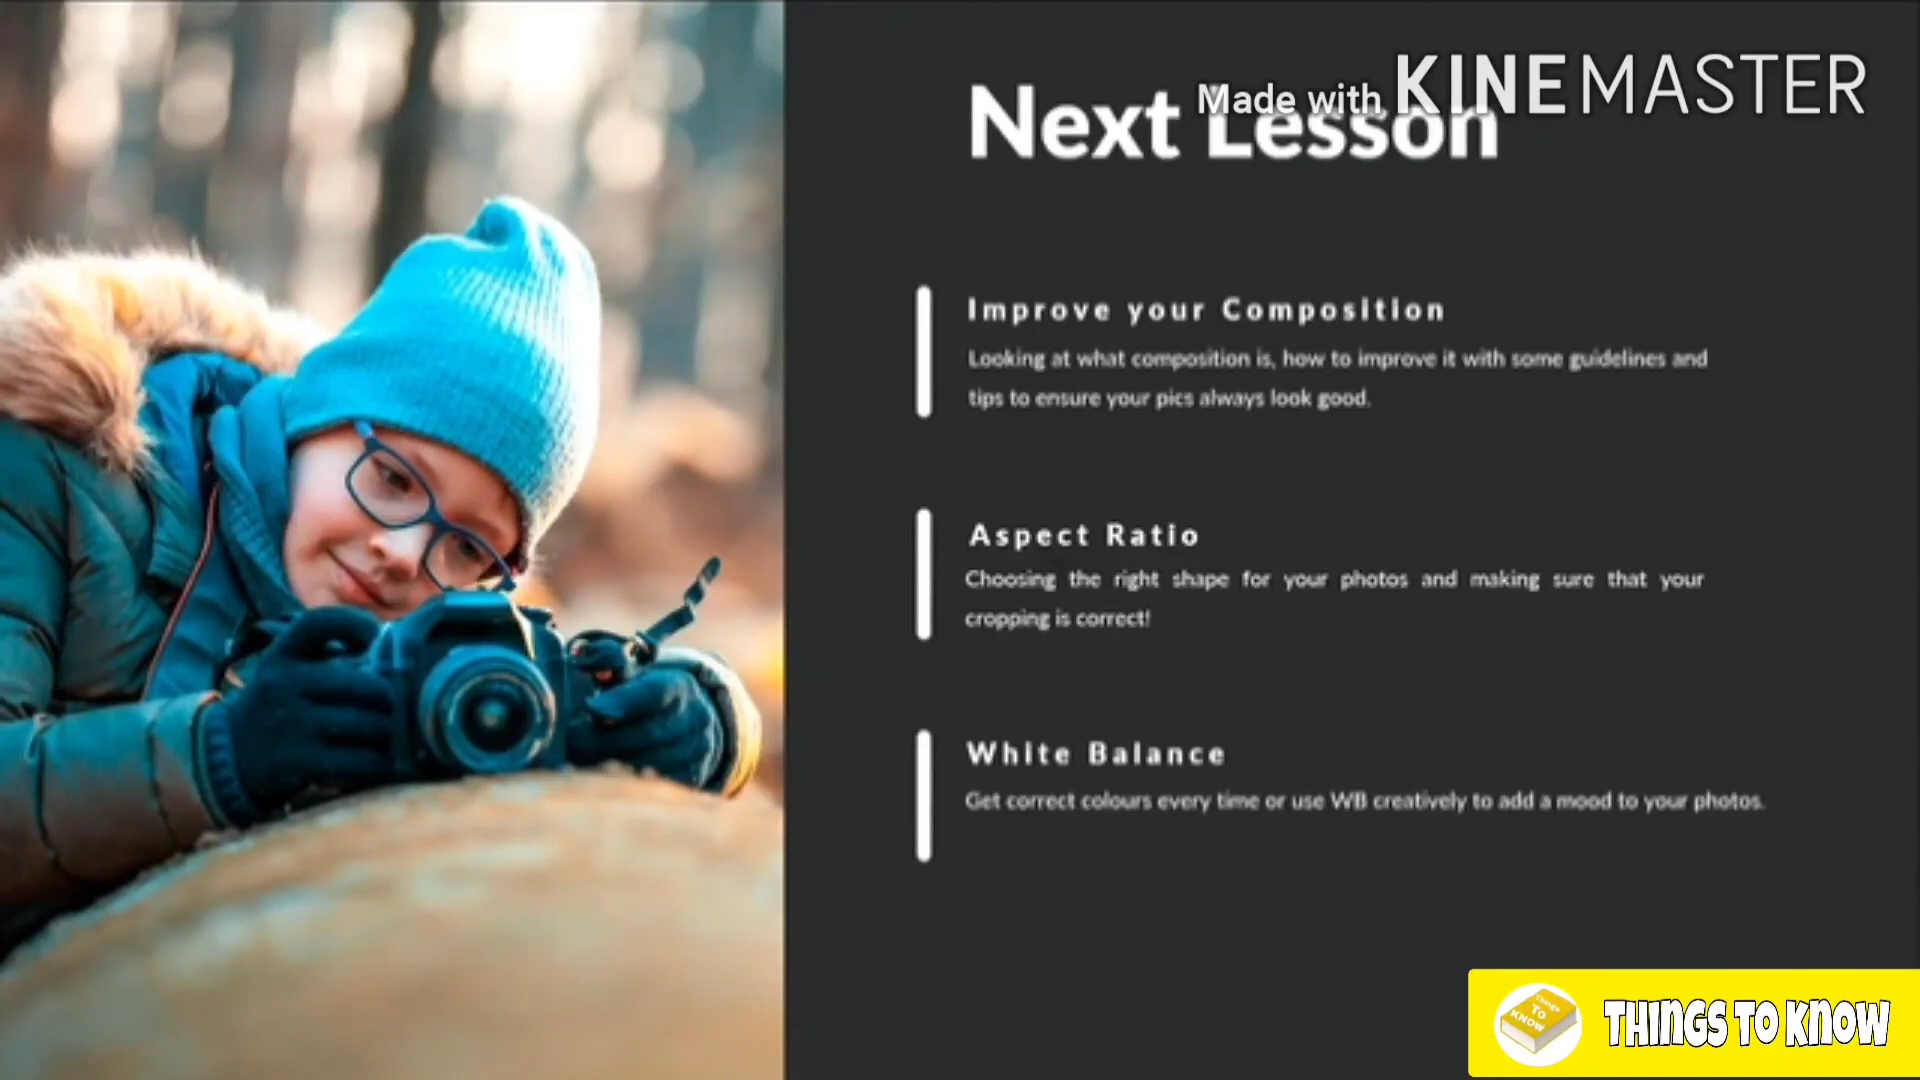 Made with KINEMASTER
Next Lesson
Improve your Composition
Looking at what composition is, how to improve it with some guidelines and
tips to ensure your pics always look good.
Aspect Ratio
Choosing the right shape for your photos and making sure that your
cropping is correct!
White Balance
Get correct colours every time or use WB creatively to add a mood to your photos.
Things
To
KNOW
THINGS TO KNOW